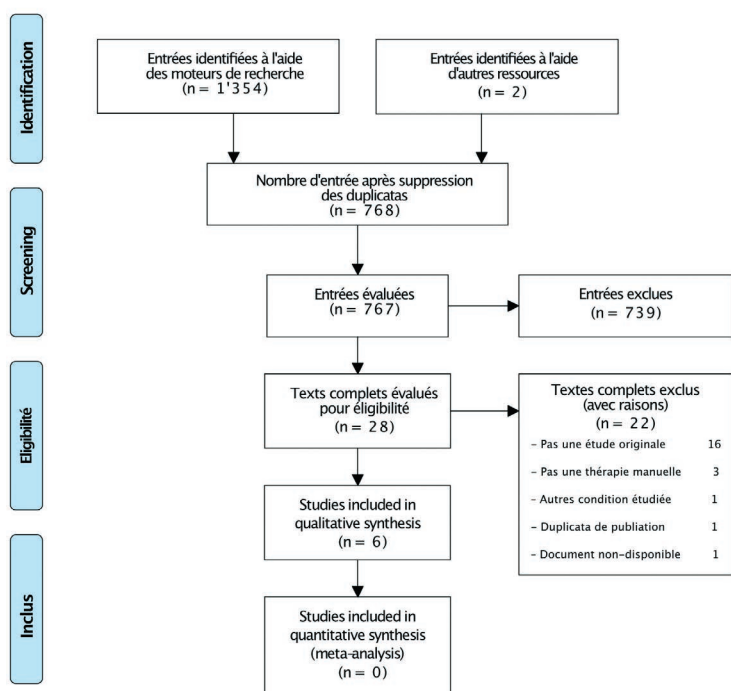 Identification
Entrées identifiées à l'aide
des moteurs de recherche
(n = 1'354)
Entrées identifiées à l'aide
d'autres ressources
(n = 2)
Nombre d'entrée après suppression
des duplicatas
(n = 768)
Screening
Entrées évaluées
(n = 767)
Entrées exclues
(n = 739)
Eligibilité
Texts complets évalués
pour éligibilité
(n = 28)
Textes complets exclus
(avec raisons)
(n = 22)
- Pas une étude originale 16
- Pas une thérapie manuelle 3
- Autres condition étudiée 1
- Duplicata de publiation 1
- Document non-disponible 1
Studies included in
qualitative synthesis
(n = 6)
Inclus
Studies included in
quantitative synthesis
(meta-analysis)
(n = 0)